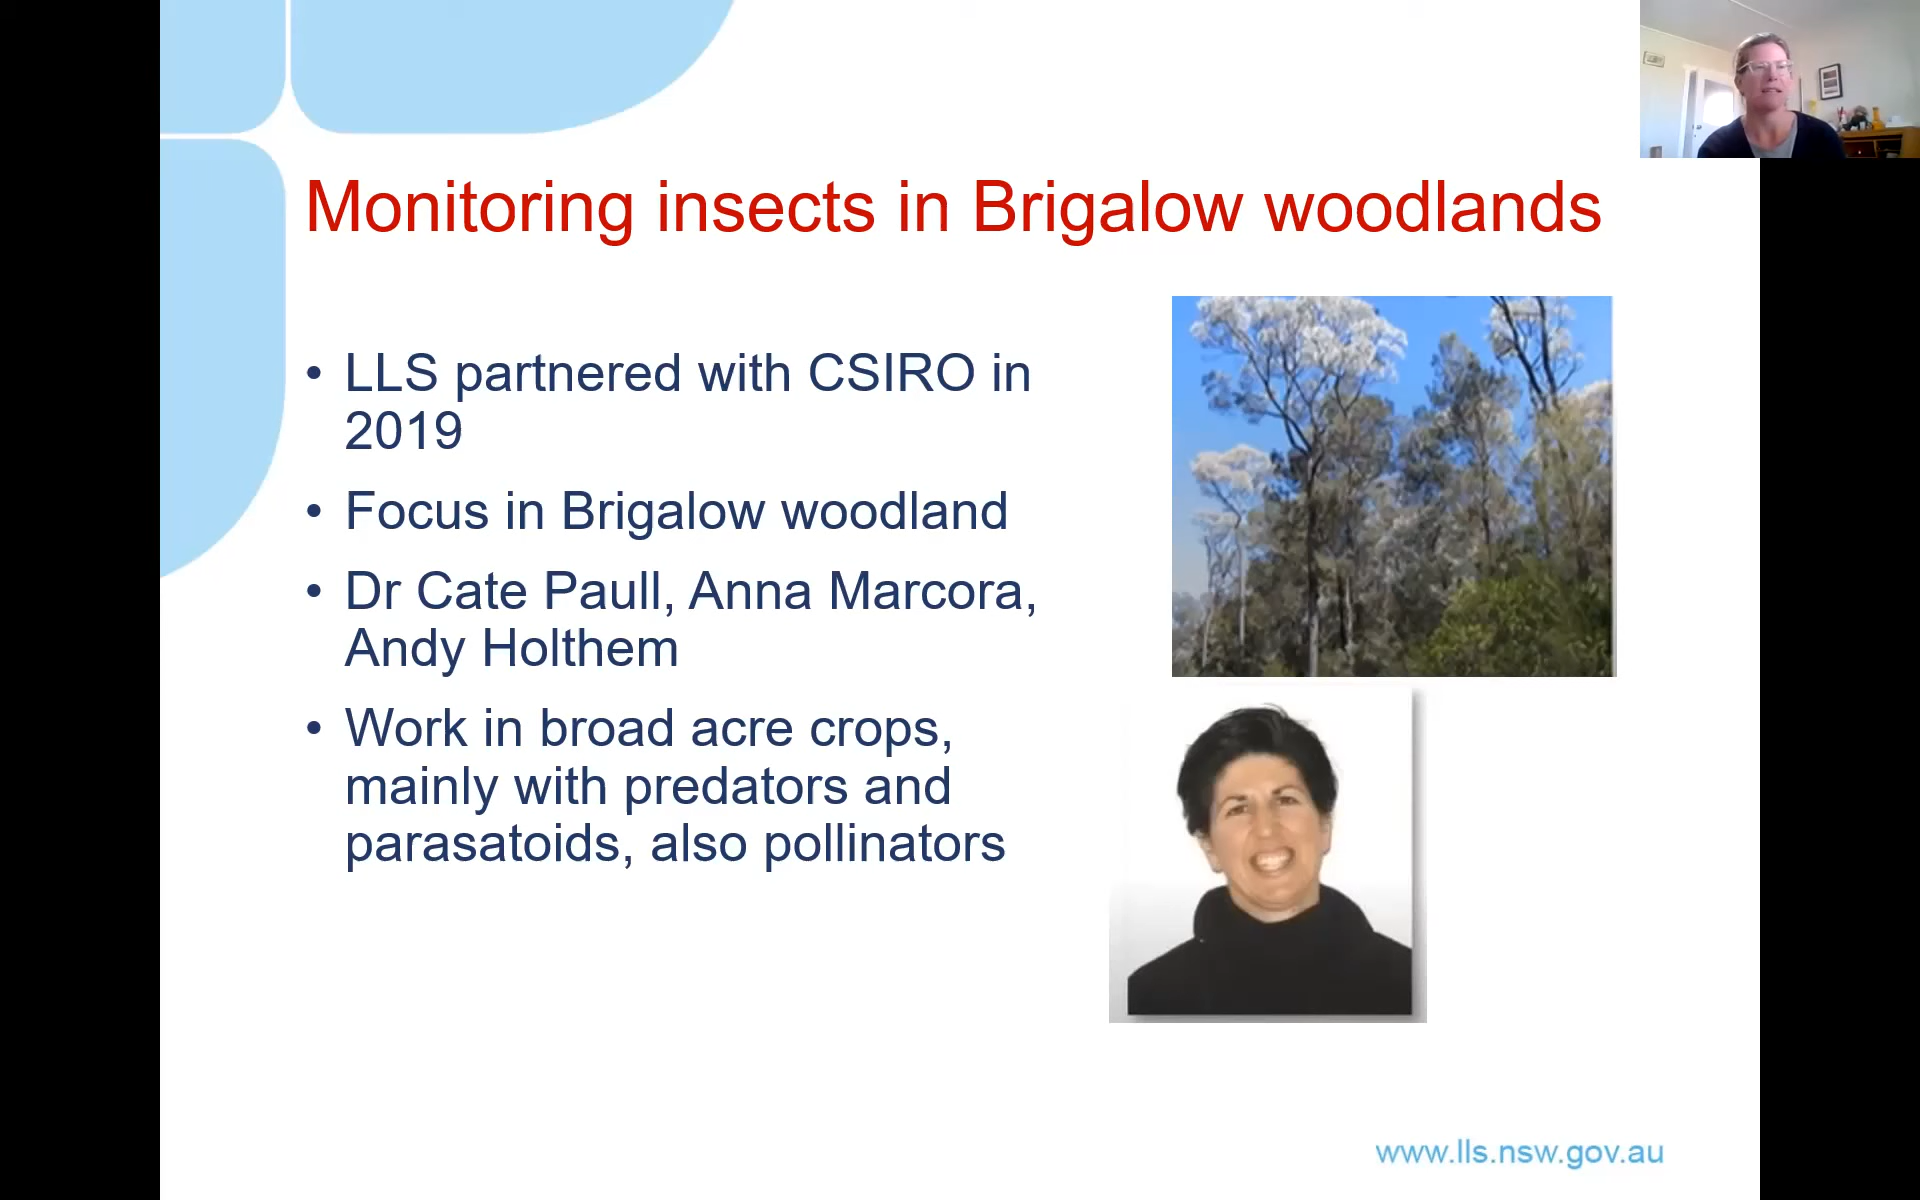 Monitoring insects in Brigalow woodlands
• LLS partnered with CSIRO in
2019
• Focus in Brigalow woodland
• Dr Cate Paull, Anna Marcora,
Andy Holthem
• Work in broad acre crops,
mainly with predators and
parasatoids, also pollinators
www.lls.nsw.gov.au